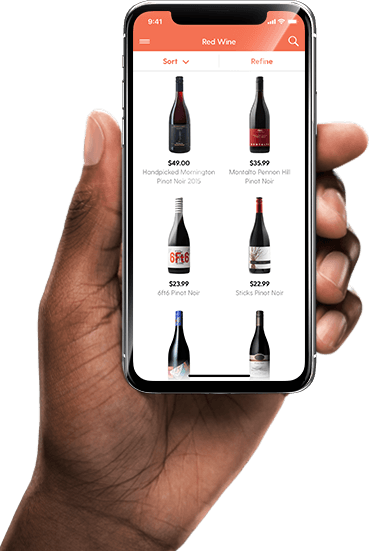 9:41
Red Wine
Sort
Refine
$49.00
Handpicked Mornington
Pinot Noir 2015
$35.99
Montalto Pennon Hill
Pinot Noir
6ft6
$23.99
6ft6 Pinot Noir
$22.99
Sticks Pinot Noir